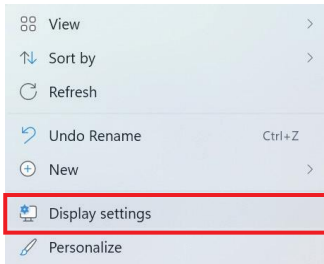 View
Sort by
Refresh
Undo Rename Ctrl+Z
New
Display settings
Personalize